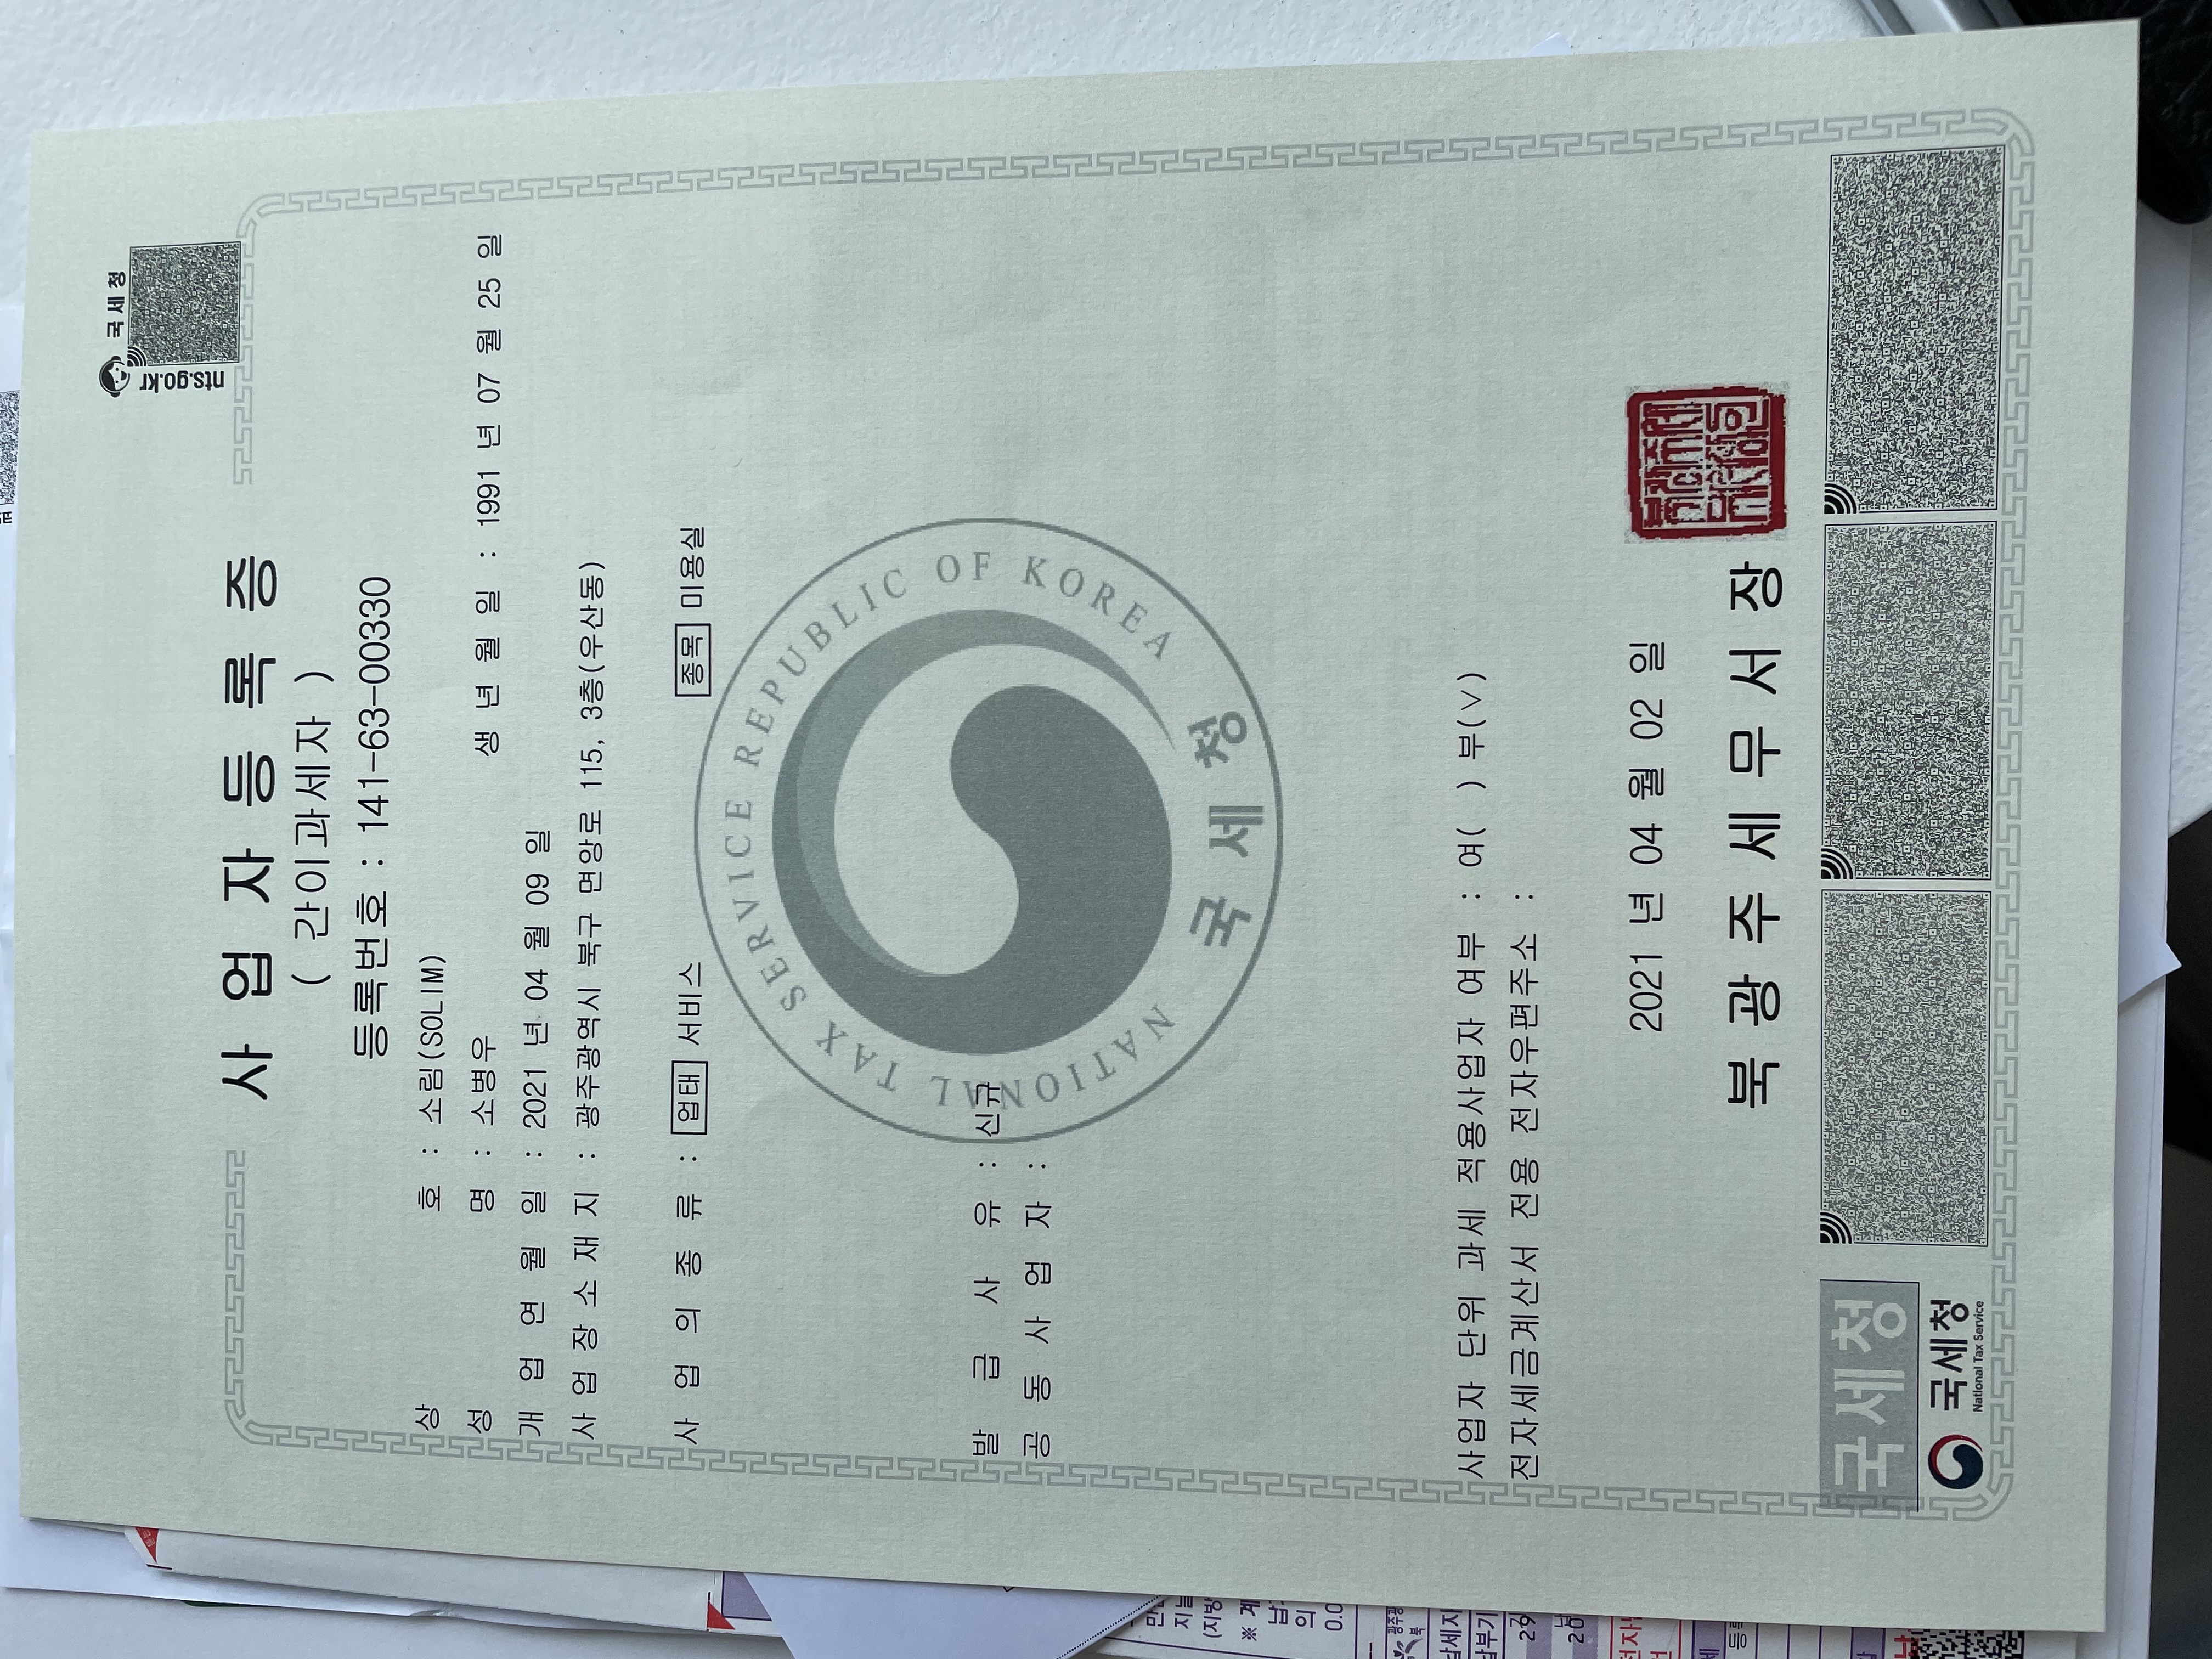 국세청
nts.go.kr
사업자등록증
( 간이과세자 )
등록번호 : 141-63-00330
상 호 : 소림(SOLIM)
성 명 : 소병우 생 년 월 일 : 1991 년 07 월 25 일
개 업 연 월 일 : 2021 년 04 월 09 일
사 업 장 소 재 지 : 광주광역시 북구 면앙로 115, 3층(우산동)
사 업 의 종 류 : 업태 서비스 종목 미용실
NATIONAL TAX SERVICE REPUBLIC OF KOREA
국세청
발 급 사 유 : 신규
공 동 사 업 자 :
사업자 단위 과세 적용사업자 여부 : 여( ) 부(∨)
전자세금계산서 전용 전자우편주소 :
2021 년 04 월 02 일
북광주세무서장
국세청
국세청
National Tax Service